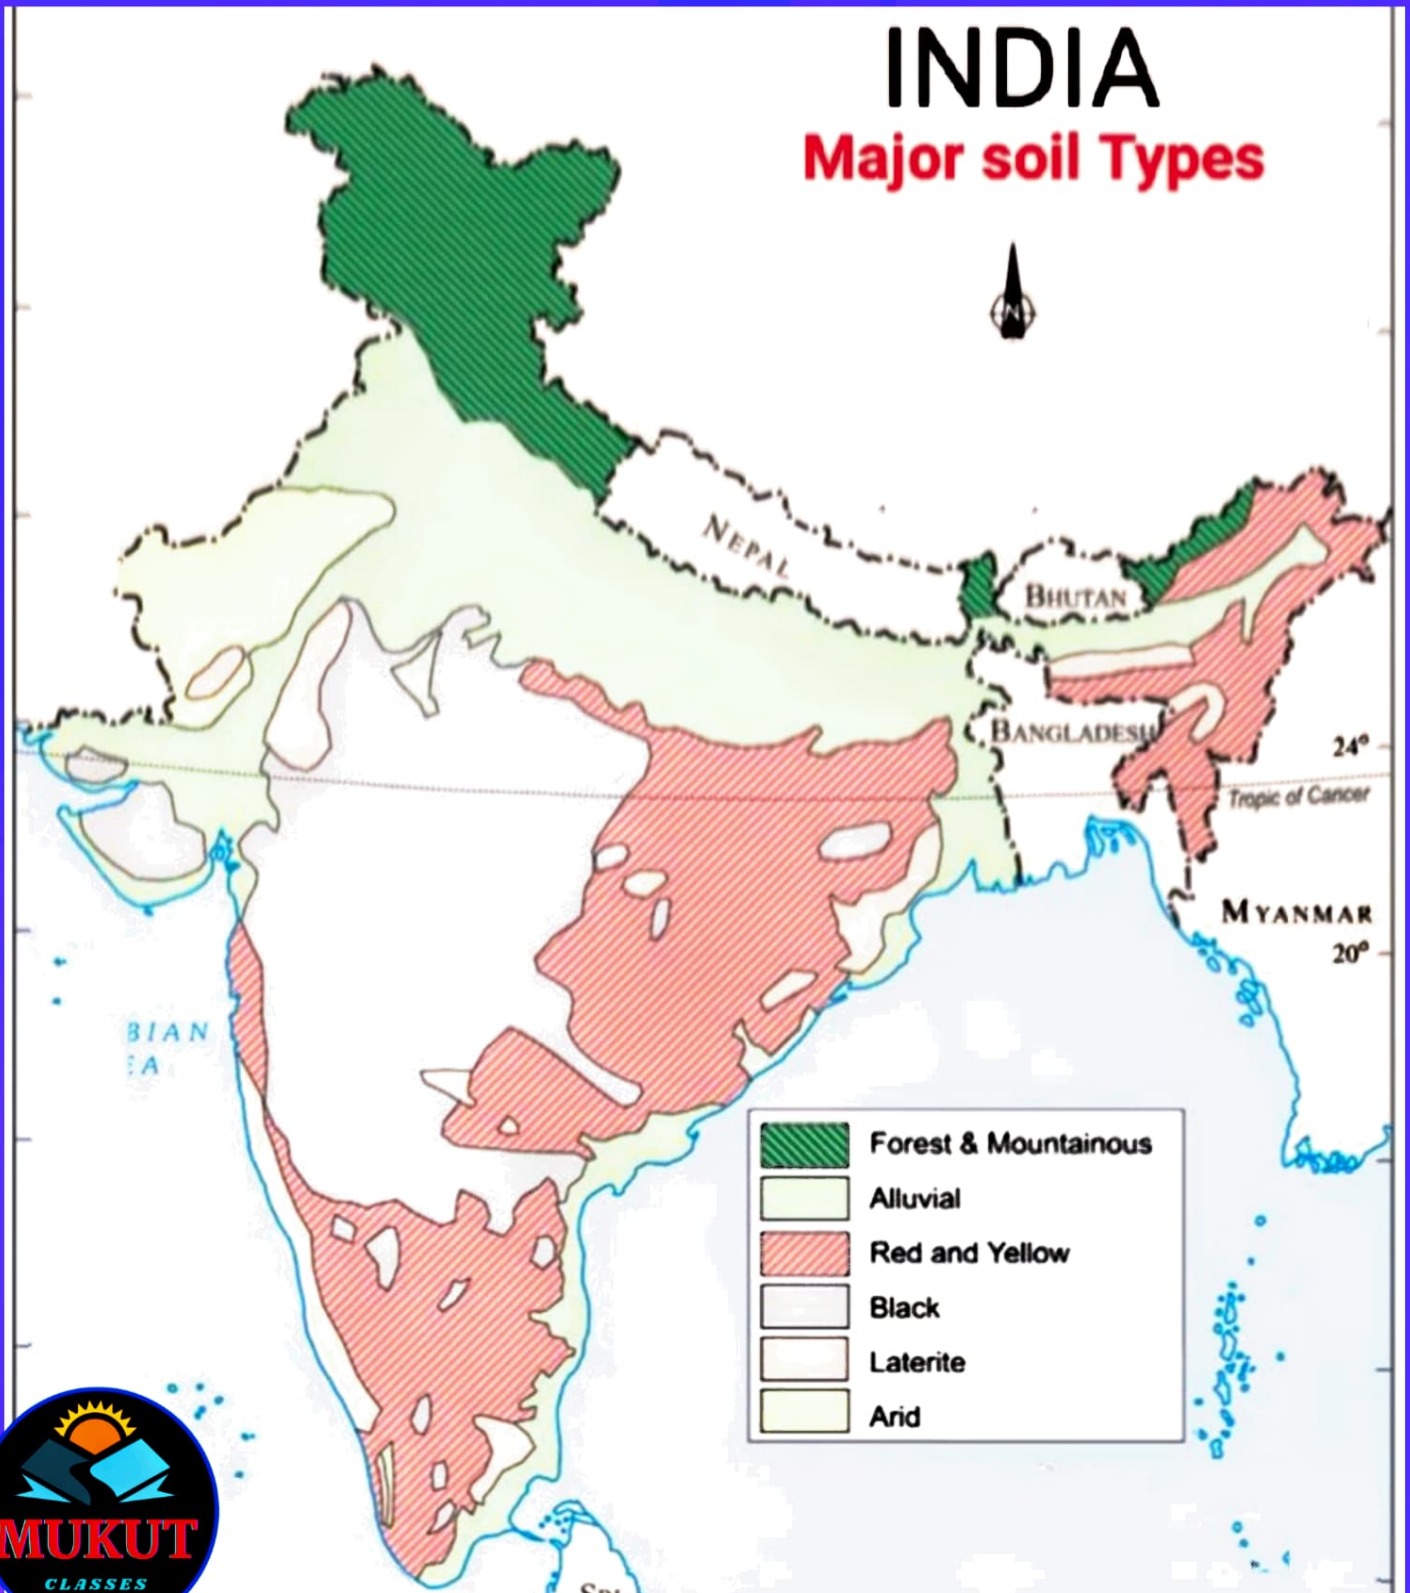 INDIA
Major soil Types
N
NEPAL
BHUTAN
BANGLADESH
24°
Tropic of Cancer
MYANMAR
20°
BIAN
EA
Forest & Mountainous
Alluvial
Red and Yellow
Black
Laterite
Arid
MUKUT
CLASSES